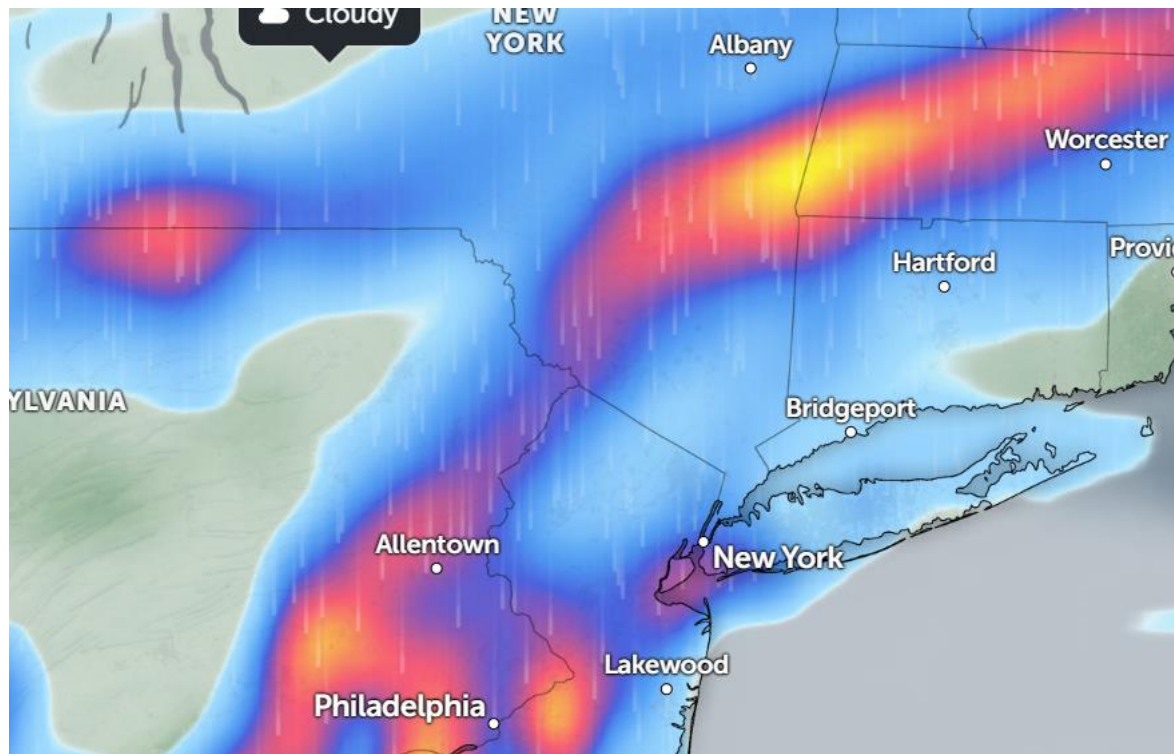 Cloudy
NEW
YORK
Albany
Worcester
Hartford
Provi
YLVANIA
Bridgeport
Allentown
New York
Lakewood
Philadelphia